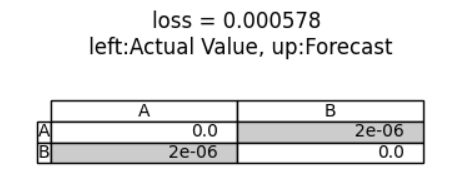 loss = 0.000578
left:Actual Value, up:Forecast
A B
A 0.0 2e-06
B 2e-06 0.0